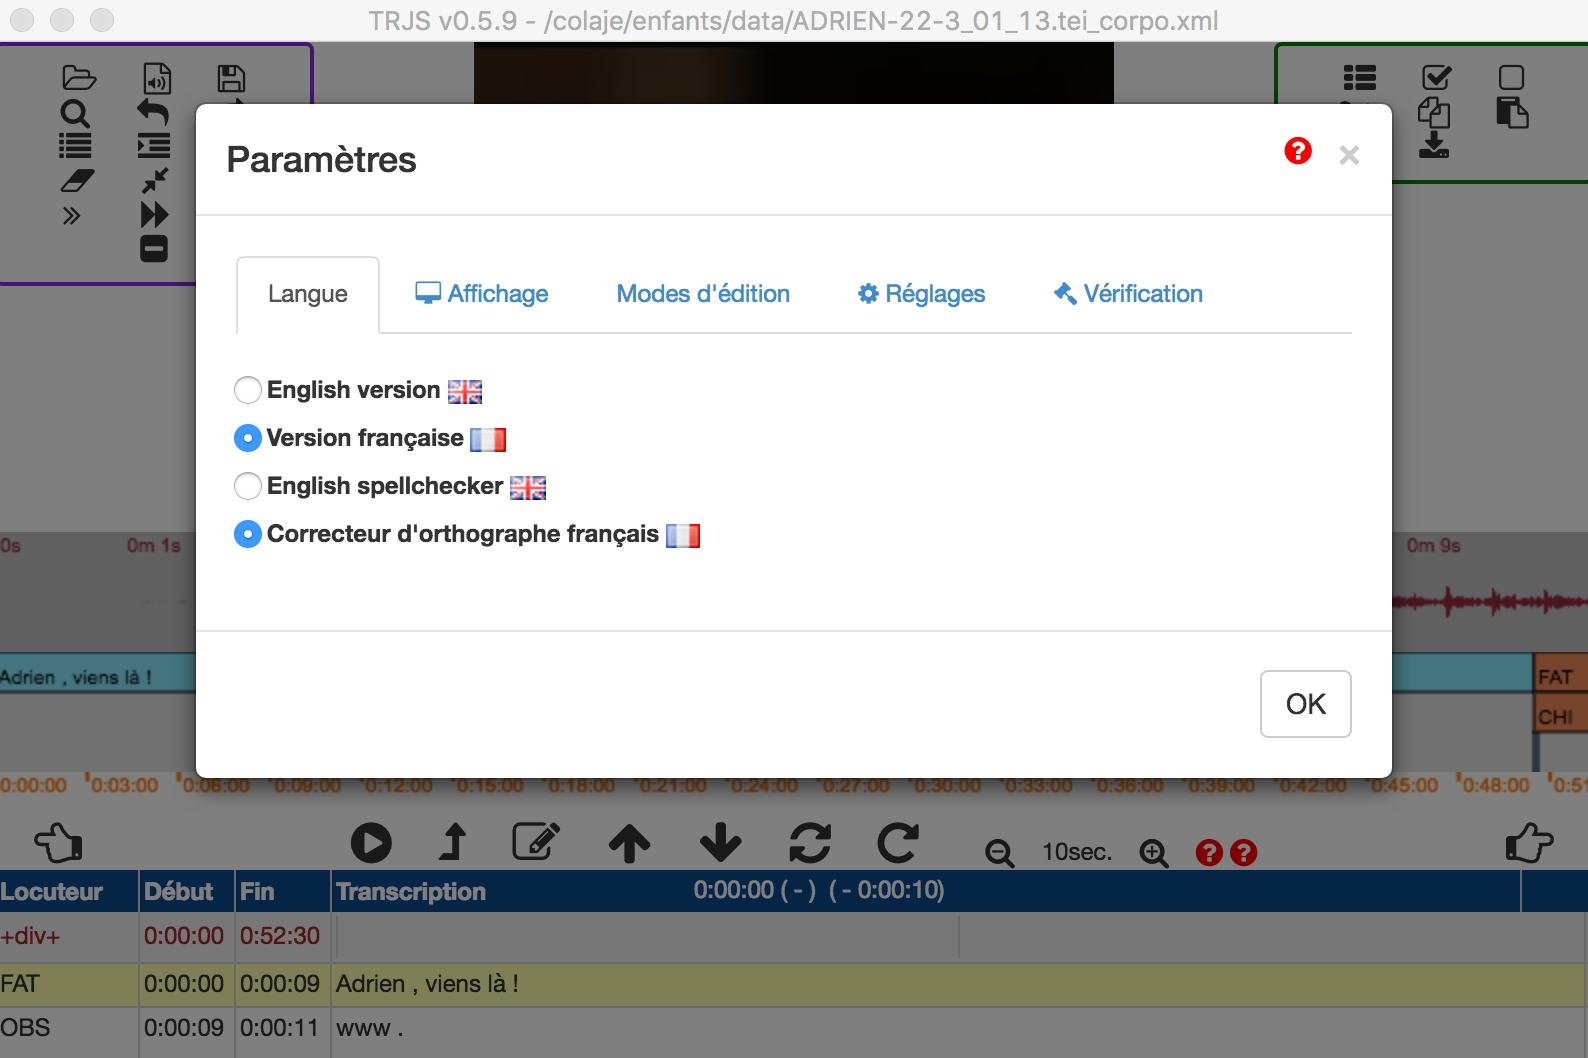 TRJS v0.5.9 - /colaje/enfants/data/ADRIEN-22-3_01_13.tei_corpo.xml
Paramètres
Langue Affichage Modes d'édition Réglages Vérification
English version
Version française
English spellchecker
Correcteur d'orthographe français
OK
0s 0m 1s 0m 9s
Adrien , viens là ! FAT
CHI
0:00:00 0:03:00 0:06:00 0:09:00 0:12:00 0:15:00 0:18:00 0:21:00 0:24:00 0:27:00 0:30:00 0:33:00 0:36:00 0:39:00 0:42:00 0:45:00 0:48:00 0:51
10sec.
Locuteur Début Fin Transcription 0:00:00 ( - ) ( - 0:00:10)
+div+ 0:00:00 0:52:30
FAT 0:00:00 0:00:09 Adrien , viens là !
OBS 0:00:09 0:00:11 www .